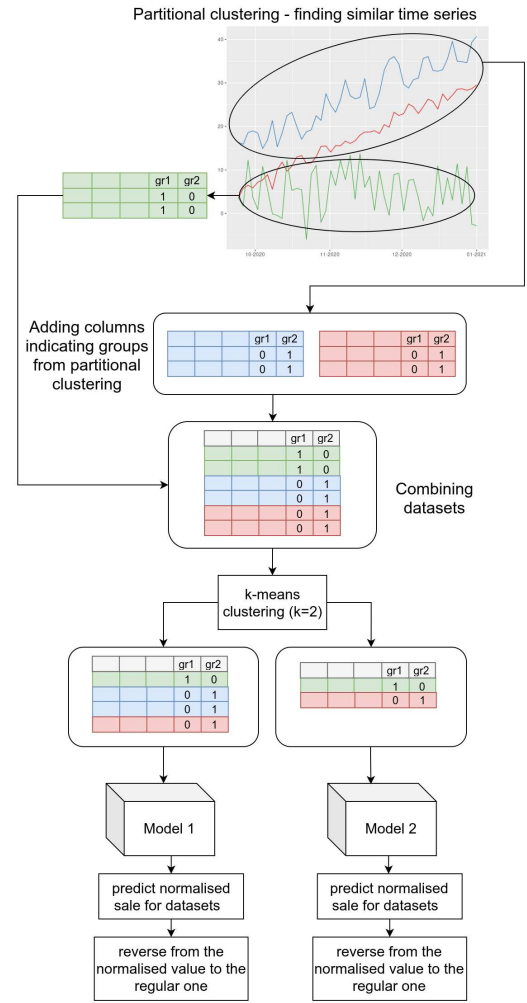 Partitional clustering - finding similar time series
40
30
20
10
0
10-2020 11-2020 12-2020 01-2021
gr1 gr2
1 0
1 0
Adding columns
indicating groups
from partitional
clustering
gr1 gr2
0 1
0 1
gr1 gr2
0 1
0 1
gr1 gr2
1 0
1 0
0 1
0 1
0 1
0 1
Combining
datasets
k-means
clustering (k=2)
gr1 gr2
1 0
0 1
0 1
0 1
gr1 gr2
1 0
0 1
Model 1
Model 2
predict normalised
sale for datasets
predict normalised
sale for datasets
reverse from the
normalised value to the
regular one
reverse from the
normalised value to the
regular one